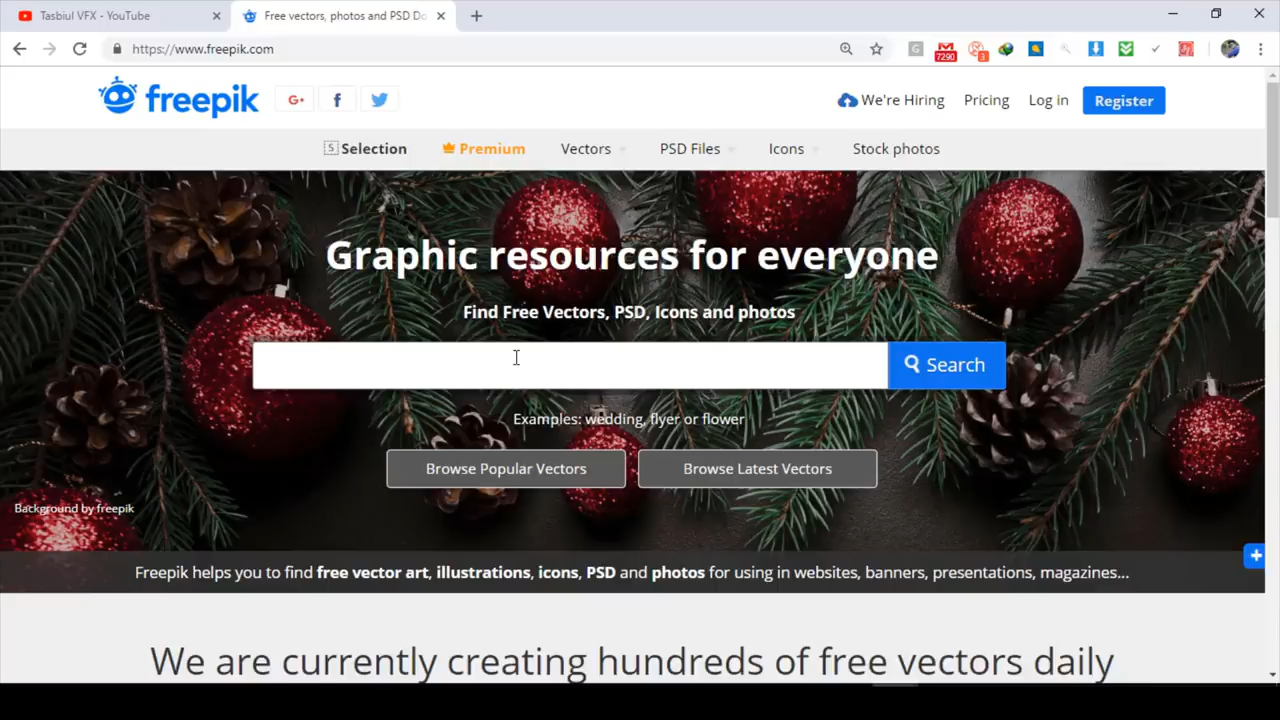 Tasbiul VFX - YouTube
Free vectors, photos and PSD Do
https://www.freepik.com
G
7290
3
freepik
G+
f
We're Hiring
Pricing
Log in
Register
S Selection
Premium
Vectors
PSD Files
Icons
Stock photos
Graphic resources for everyone
Find Free Vectors, PSD, Icons and photos
Search
Examples: wedding, flyer or flower
Browse Popular Vectors
Browse Latest Vectors
Background by freepik
Freepik helps you to find free vector art, illustrations, icons, PSD and photos for using in websites, banners, presentations, magazines...
We are currently creating hundreds of free vectors daily